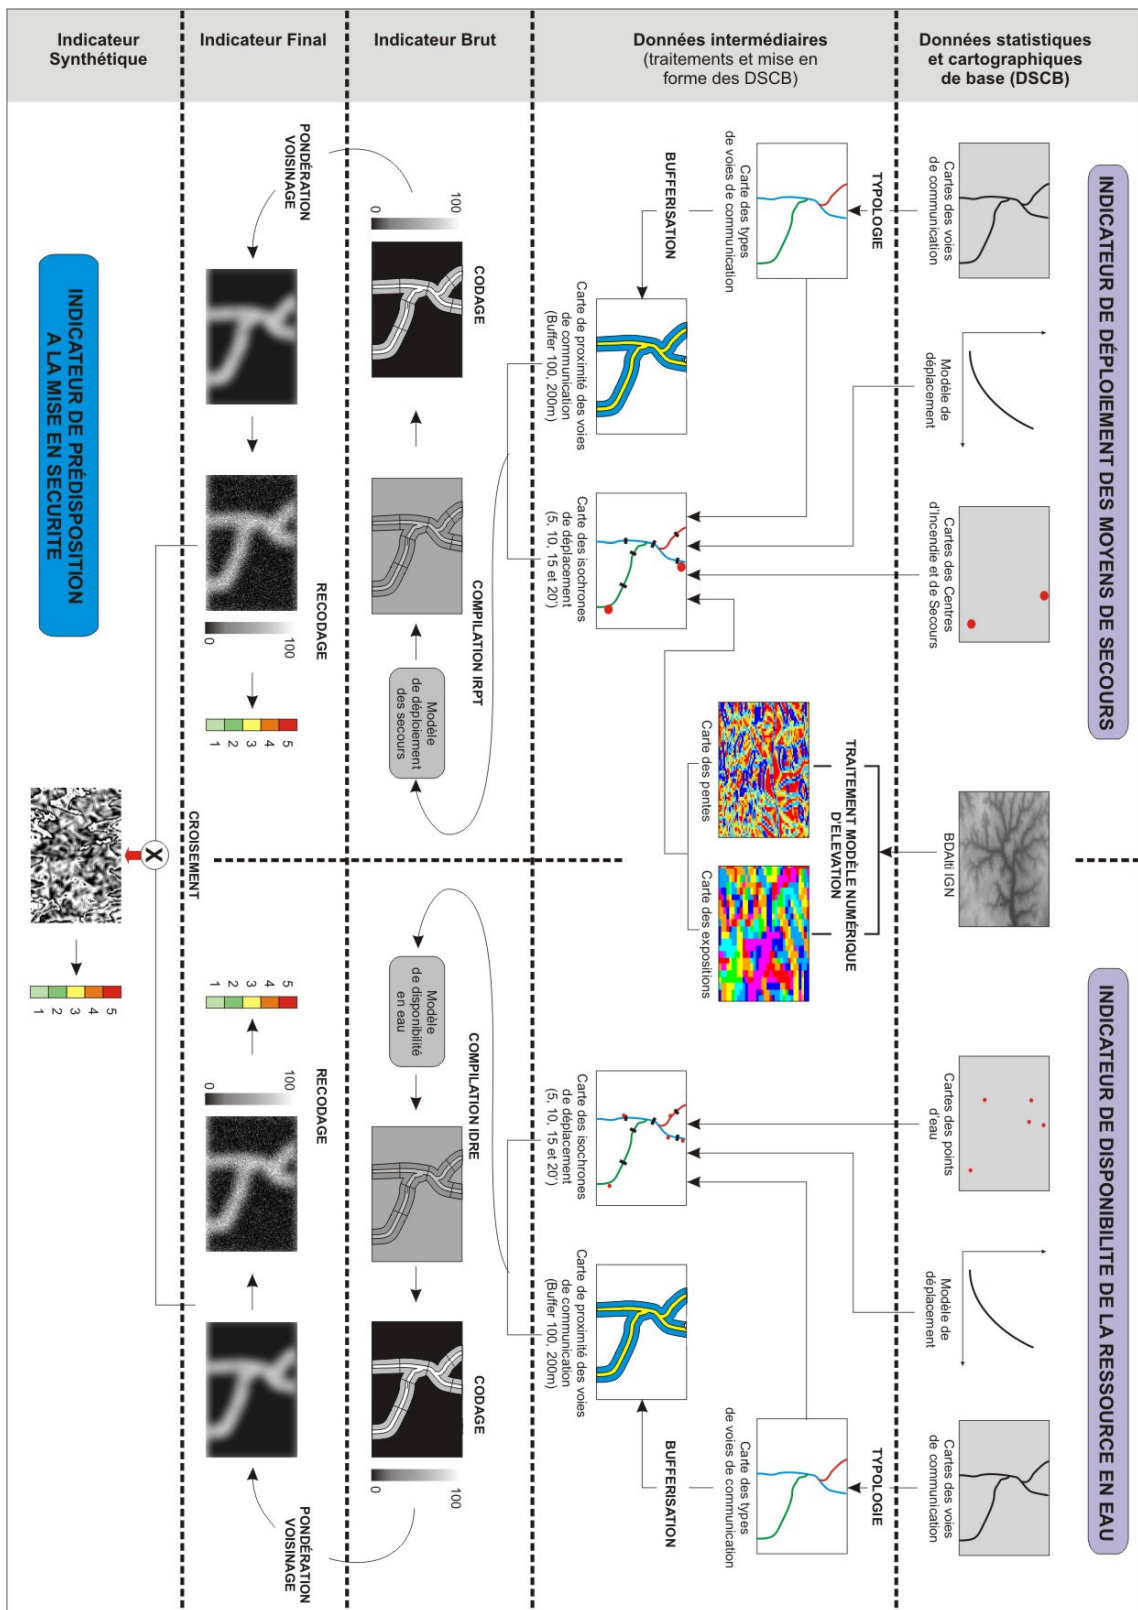 INDICATEUR DE DÉPLOIEMENT DES MOYENS DE SECOURS
INDICATEUR DE DISPONIBILITE DE LA RESSOURCE EN EAU
Données statistiques
et cartographiques
de base (DSCB)
Cartes des voies
de communication
Modèle de
déplacement
Cartes des Centres
d'Incendie et de Secours
BDAlti IGN
Cartes des points
d'eau
Modèle de
déplacement
Cartes des voies
de communication
Données intermédiaires
(traitements et mise en
forme des DSCB)
TYPOLOGIE
TRAITEMENT MODÈLE NUMÉRIQUE
D'ELEVATION
TYPOLOGIE
Carte des types
de voies de communication
Carte des pentes
Carte des expositions
Carte des types
de voies de communication
BUFFERISATION
BUFFERISATION
Carte de proximité des voies
de communication
(Buffer 100, 200m)
Carte des isochrones
de déplacement
(5, 10, 15 et 20')
Carte des isochrones
de déplacement
(5, 10, 15 et 20')
Carte de proximité des voies
de communication
(Buffer 100, 200m)
Indicateur Brut
CODAGE
COMPILATION IRPT
COMPILATION IDRE
CODAGE
100
0
Modèle
de déploiement
des secours
Modèle
de disponibilité
en eau
100
0
Indicateur Final
PONDÉRATION
VOISINAGE
RECODAGE
100
0
5
4
3
2
1
RECODAGE
5
4
3
2
1
100
0
PONDÉRATION
VOISINAGE
CROISEMENT
X
Indicateur
Synthétique
INDICATEUR DE PRÉDISPOSITION
A LA MISE EN SECURITE
5
4
3
2
1